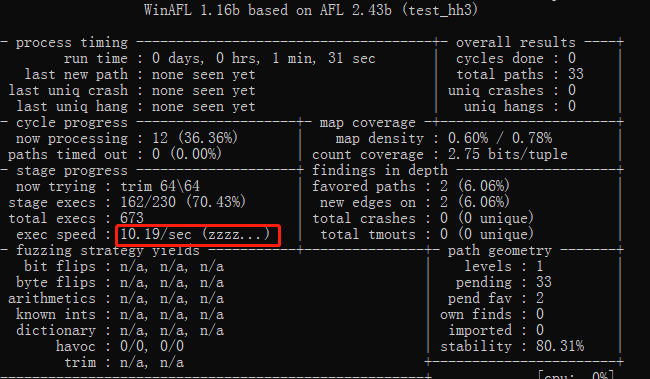 WinAFL 1.16b based on AFL 2.43b (test_hh3)
process timing
overall results
run time : 0 days, 0 hrs, 1 min, 31 sec
cycles done : 0
last new path : none seen yet
total paths : 33
last uniq crash : none seen yet
uniq crashes : 0
last uniq hang : none seen yet
uniq hangs : 0
cycle progress
map coverage
now processing : 12 (36.36%)
map density : 0.60% / 0.78%
paths timed out : 0 (0.00%)
count coverage : 2.75 bits/tuple
stage progress
findings in depth
now trying : trim 64\64
favored paths : 2 (6.06%)
stage execs : 162/230 (70.43%)
new edges on : 2 (6.06%)
total execs : 673
total crashes : 0 (0 unique)
exec speed : 10.19/sec (zzzz...)
total tmouts : 0 (0 unique)
fuzzing strategy yields
path geometry
bit flips : n/a, n/a, n/a
levels : 1
byte flips : n/a, n/a, n/a
pending : 33
arithmetics : n/a, n/a, n/a
pend fav : 2
known ints : n/a, n/a, n/a
own finds : 0
dictionary : n/a, n/a, n/a
imported : 0
havoc : 0/0, 0/0
stability : 80.31%
trim : n/a, n/a
[cpu: 0%]